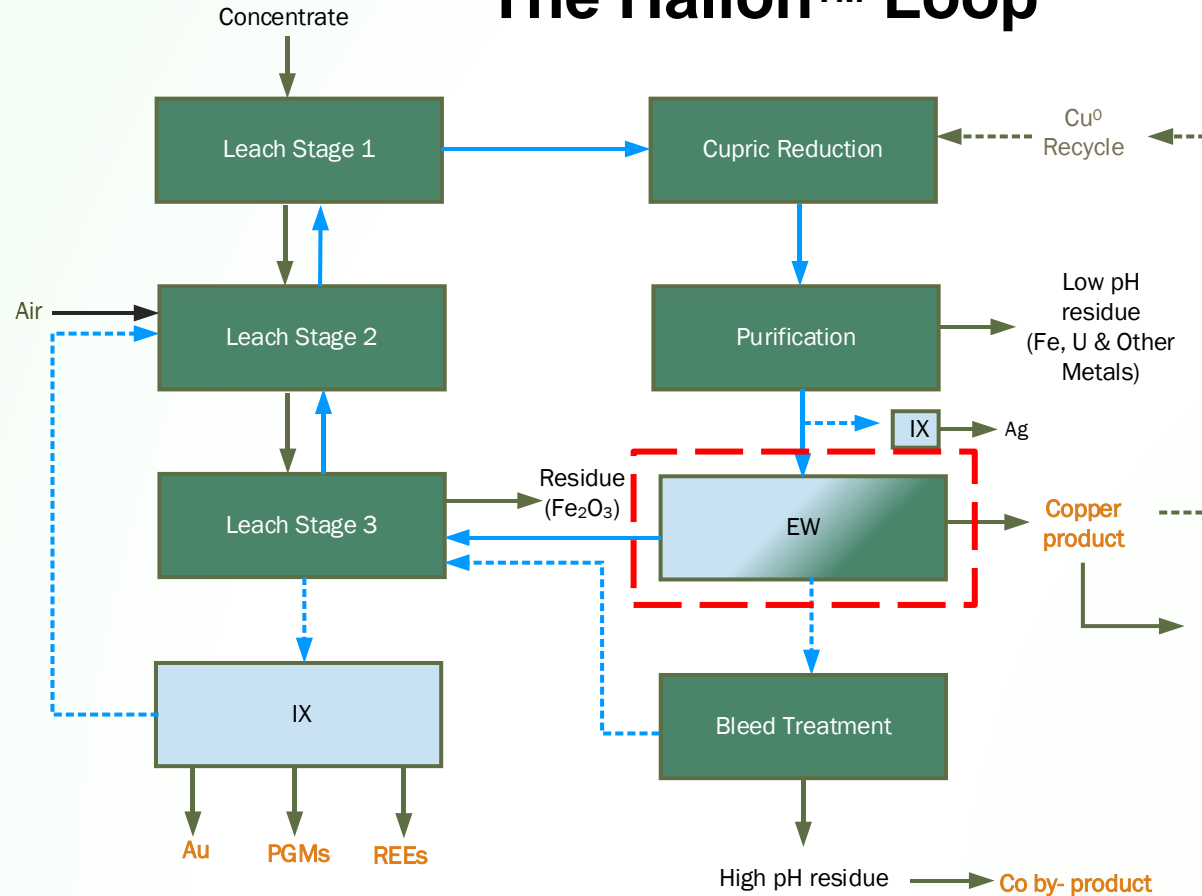 The Halion™ Loop
Concentrate
Leach Stage 1
Cupric Reduction
Cu⁰
Recycle
Air
Leach Stage 2
Purification
Low pH
residue
(Fe, U & Other
Metals)
IX
Ag
Leach Stage 3
Residue
(Fe₂O₃)
EW
Copper
product
IX
Bleed Treatment
Au
PGMs
REEs
High pH residue
Co by- product